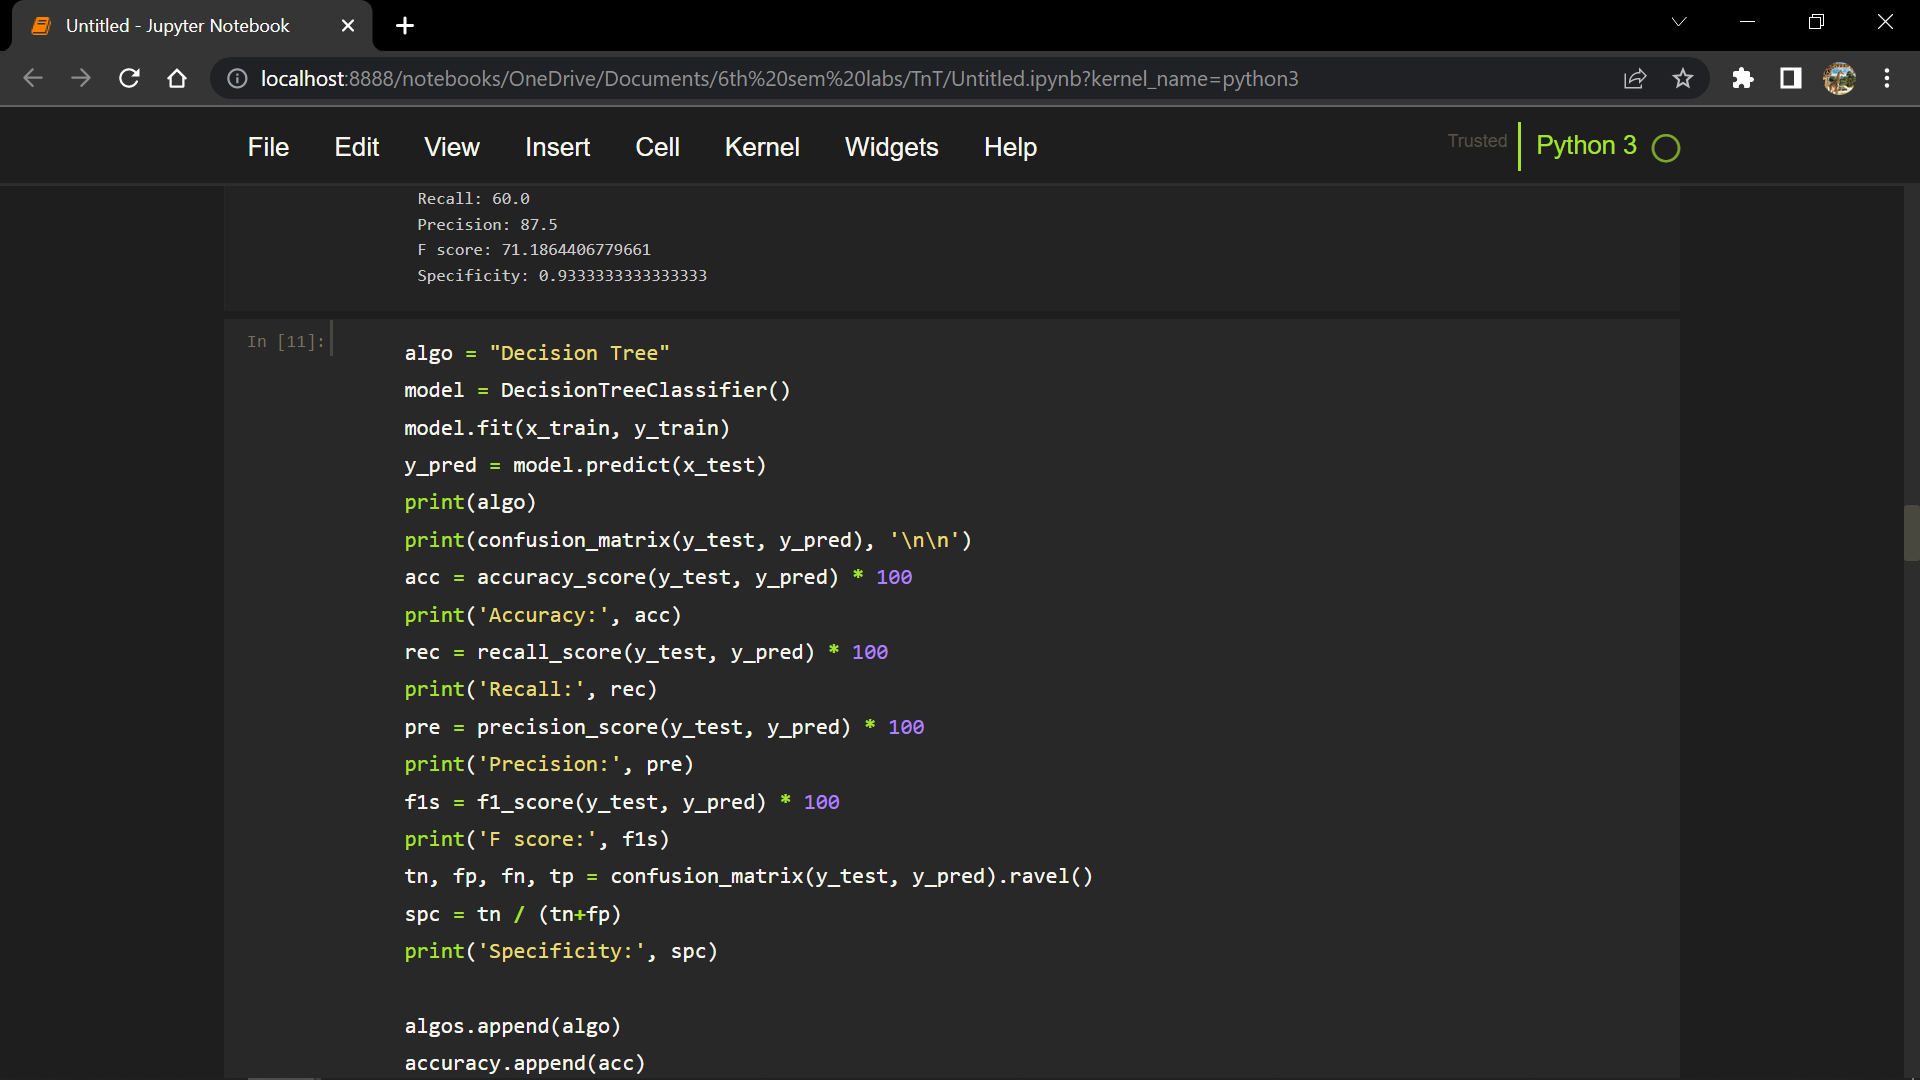 Untitled - Jupyter Notebook
localhost:8888/notebooks/OneDrive/Documents/6th%20sem%20labs/TnT/Untitled.ipynb?kernel_name=python3
File Edit View Insert Cell Kernel Widgets Help Trusted Python 3
Recall: 60.0
Precision: 87.5
F score: 71.1864406779661
Specificity: 0.9333333333333333
In [11]:
algo = "Decision Tree"
model = DecisionTreeClassifier()
model.fit(x_train, y_train)
y_pred = model.predict(x_test)
print(algo)
print(confusion_matrix(y_test, y_pred), '\n\n')
acc = accuracy_score(y_test, y_pred) * 100
print('Accuracy:', acc)
rec = recall_score(y_test, y_pred) * 100
print('Recall:', rec)
pre = precision_score(y_test, y_pred) * 100
print('Precision:', pre)
f1s = f1_score(y_test, y_pred) * 100
print('F score:', f1s)
tn, fp, fn, tp = confusion_matrix(y_test, y_pred).ravel()
spc = tn / (tn+fp)
print('Specificity:', spc)
algos.append(algo)
accuracy.append(acc)